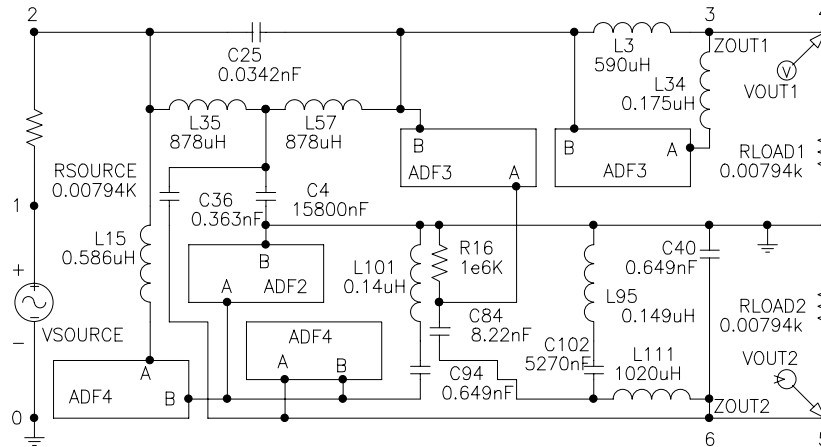 2
3
4
C25
0.0342nF
L3
590uH
ZOUT1
L34
0.175uH
V
VOUT1
L35
878uH
L57
878uH
B
A
ADF3
B
A
ADF3
RLOAD1
0.00794k
RSOURCE
0.00794K
C36
0.363nF
C4
15800nF
1
L15
0.586uH
B
A
ADF2
L101
0.14uH
R16
1e6K
C40
0.649nF
+
+
−
−
VSOURCE
ADF4
A
B
C84
8.22nF
L95
0.149uH
RLOAD2
0.00794k
C102
5270nF
L111
1020uH
VOUT2
V
A
ADF4
B
C94
0.649nF
ZOUT2
0
6
5